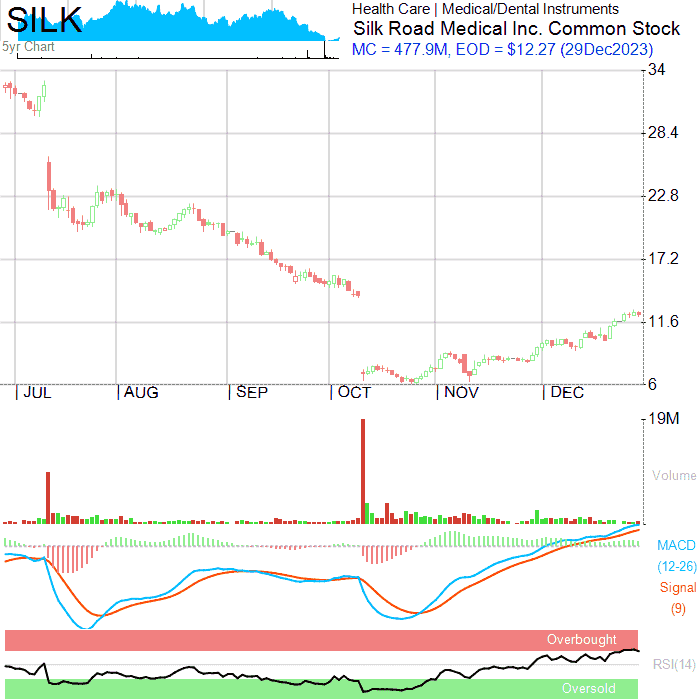 SILK
Health Care | Medical/Dental Instruments
Silk Road Medical Inc. Common Stock
5yr Chart
MC = 477.9M, EOD = $12.27 (29Dec2023)
34
28.4
22.8
17.2
11.6
6
JUL AUG SEP OCT NOV DEC
19M
Volume
MACD
(12-26)
Signal
(9)
Overbought
RSI(14)
Oversold